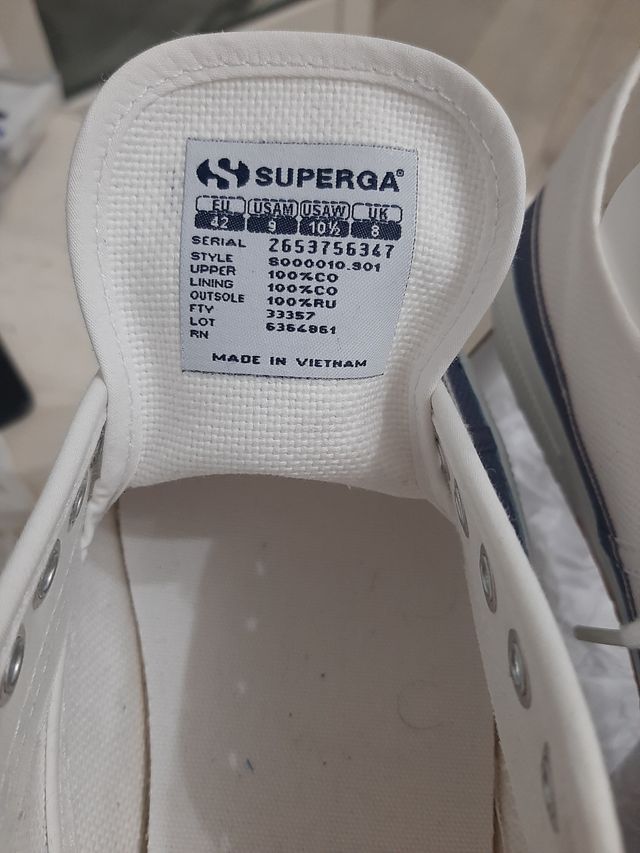 SUPERGA®
EU USAM USAW UK
42 9 10½ 8
SERIAL 2653756347
STYLE S000010.901
UPPER 100%CO
LINING 100%CO
OUTSOLE 100%RU
FTY 33357
LOT 6364861
RN
MADE IN VIETNAM